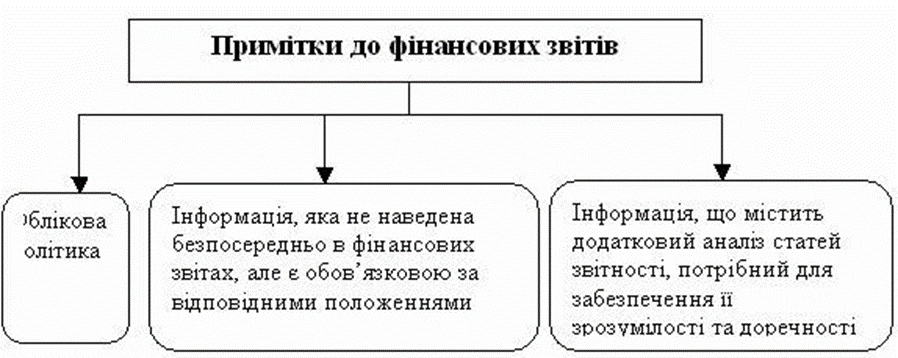 Примітки до фінансових звітів
блікова
олітика
Інформація, яка не наведена
безпосередньо в фінансових
звітах, але є обов’язковою за
відповідними положеннями
Інформація, що містить
додатковий аналіз статей
звітності, потрібний для
забезпечення її
зрозумілості та доречності